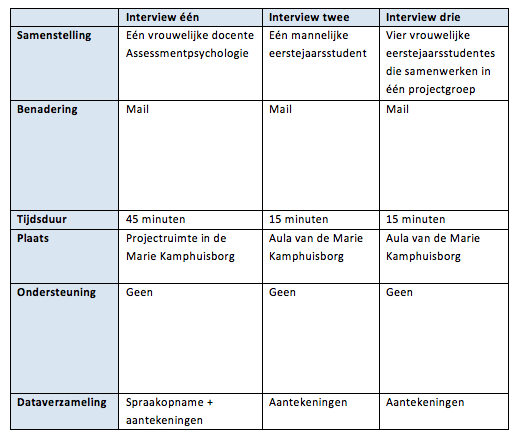 Interview één Interview twee Interview drie
Samenstelling Eén vrouwelijke docente Eén mannelijke Vier vrouwelijke
Assessmentpsychologie eerstejaarsstudent eerstejaarsstudentes
die samenwerken in
één projectgroep
Benadering Mail Mail Mail
Tijdsduur 45 minuten 15 minuten 15 minuten
Plaats Projectruimte in de Aula van de Marie Aula van de Marie
Marie Kamphuisborg Kamphuisborg Kamphuisborg
Ondersteuning Geen Geen Geen
Dataverzameling Spraakopname + Aantekeningen Aantekeningen
aantekeningen